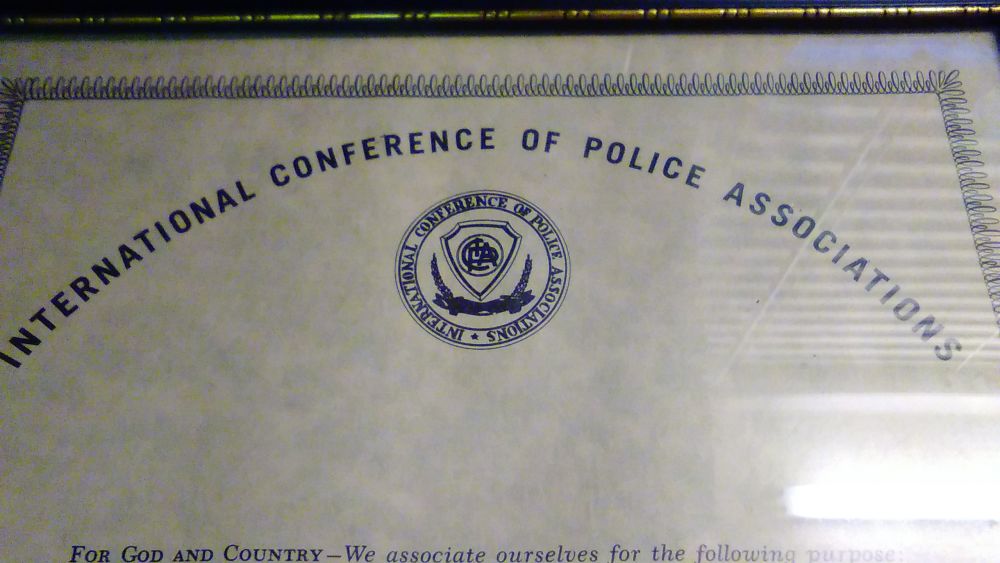 INTERNATIONAL CONFERENCE OF POLICE ASSOCIATIONS
INTERNATIONAL CONFERENCE OF POLICE ASSOCIATIONS ★
FOR GOD AND COUNTRY—We associate ourselves for the following purpose: